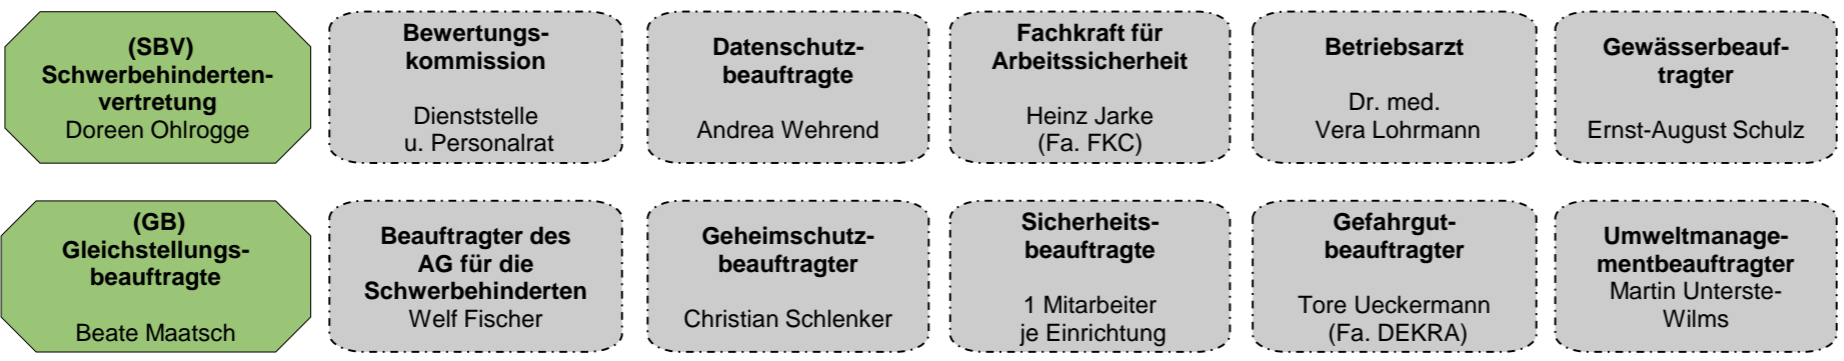 (SBV)
Schwerbehinderten-
vertretung
Doreen Ohlrogge
Bewertungs-
kommission
Dienststelle
u. Personalrat
Datenschutz-
beauftragte
Andrea Wehrend
Fachkraft für
Arbeitssicherheit
Heinz Jarke
(Fa. FKC)
Betriebsarzt
Dr. med.
Vera Lohrmann
Gewässerbeauf-
tragter
Ernst-August Schulz
(GB)
Gleichstellungs-
beauftragte
Beate Maatsch
Beauftragter des
AG für die
Schwerbehinderten
Welf Fischer
Geheimschutz-
beauftragter
Christian Schlenker
Sicherheits-
beauftragte
1 Mitarbeiter
je Einrichtung
Gefahrgut-
beauftragter
Tore Ueckermann
(Fa. DEKRA)
Umweltmanage-
mentbeauftragter
Martin Unterste-
Wilms